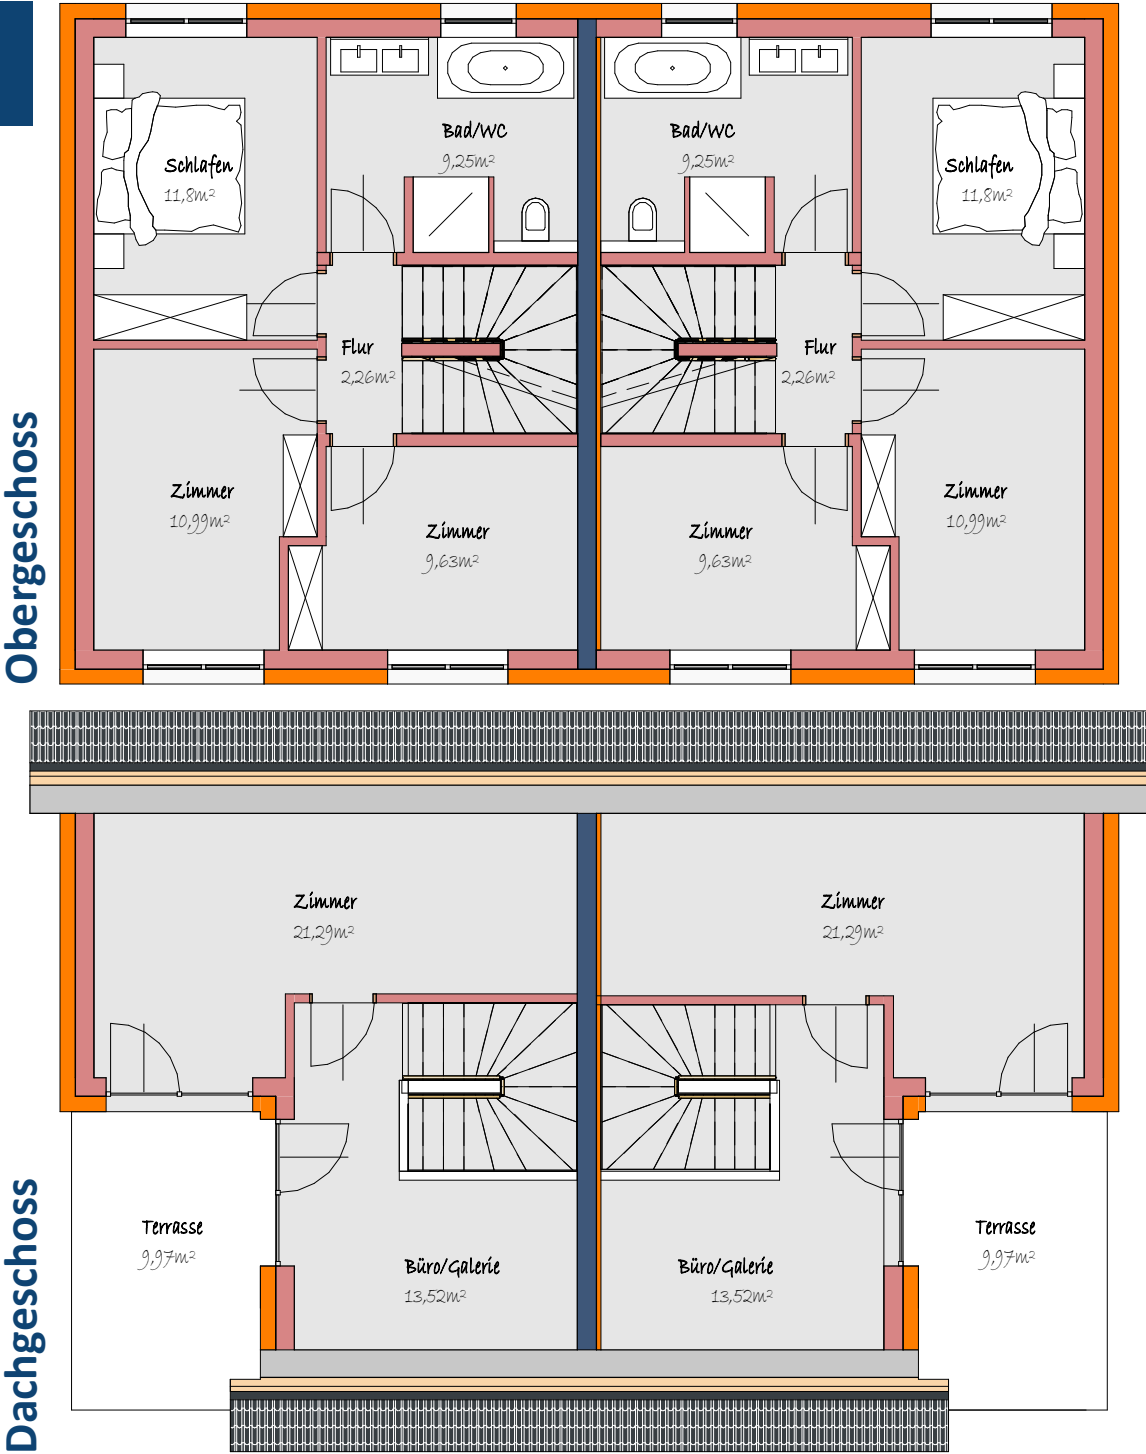 Obergeschoss
Bad/WC
9,25m²
Bad/WC
9,25m²
Schlafen
11,8m²
Schlafen
11,8m²
Flur
2,26m²
Flur
2,26m²
Zimmer
10,99m²
Zimmer
9,63m²
Zimmer
9,63m²
Zimmer
10,99m²
Dachgeschoss
Zimmer
21,29m²
Zimmer
21,29m²
Terrasse
9,97m²
Büro/Galerie
13,52m²
Büro/Galerie
13,52m²
Terrasse
9,97m²